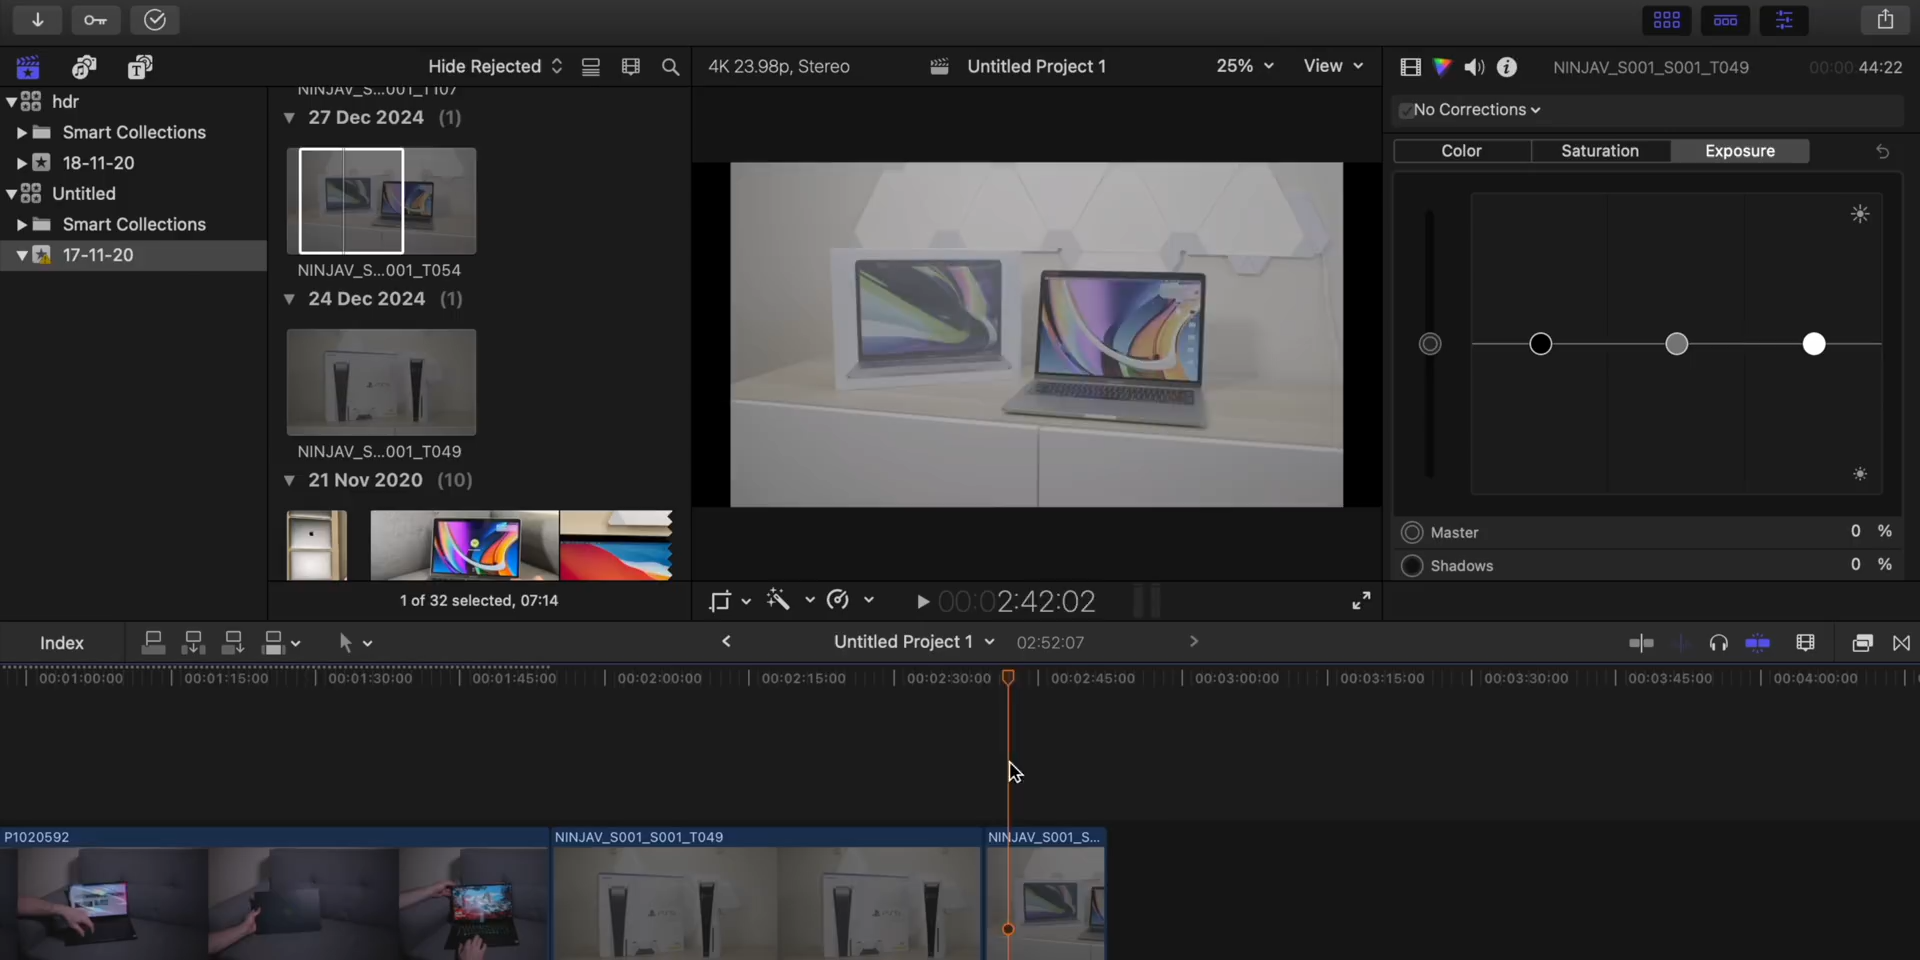 Hide Rejected
4K 23.98p, Stereo
Untitled Project 1
25%
View
NINJAV_S001_S001_T049
00:00 44:22
hdr
Smart Collections
18-11-20
Untitled
Smart Collections
17-11-20
NINJAV_S...001_T107
27 Dec 2024 (1)
NINJAV_S...001_T054
24 Dec 2024 (1)
NINJAV_S...001_T049
21 Nov 2020 (10)
1 of 32 selected, 07:14
No Corrections
Color
Saturation
Exposure
Master
0 %
Shadows
0 %
00:02:42:02
Index
Untitled Project 1
02:52:07
00:01:00:00
00:01:15:00
00:01:30:00
00:01:45:00
00:02:00:00
00:02:15:00
00:02:30:00
00:02:45:00
00:03:00:00
00:03:15:00
00:03:30:00
00:03:45:00
00:04:00:00
P1020592
NINJAV_S001_S001_T049
NINJAV_S001_S...